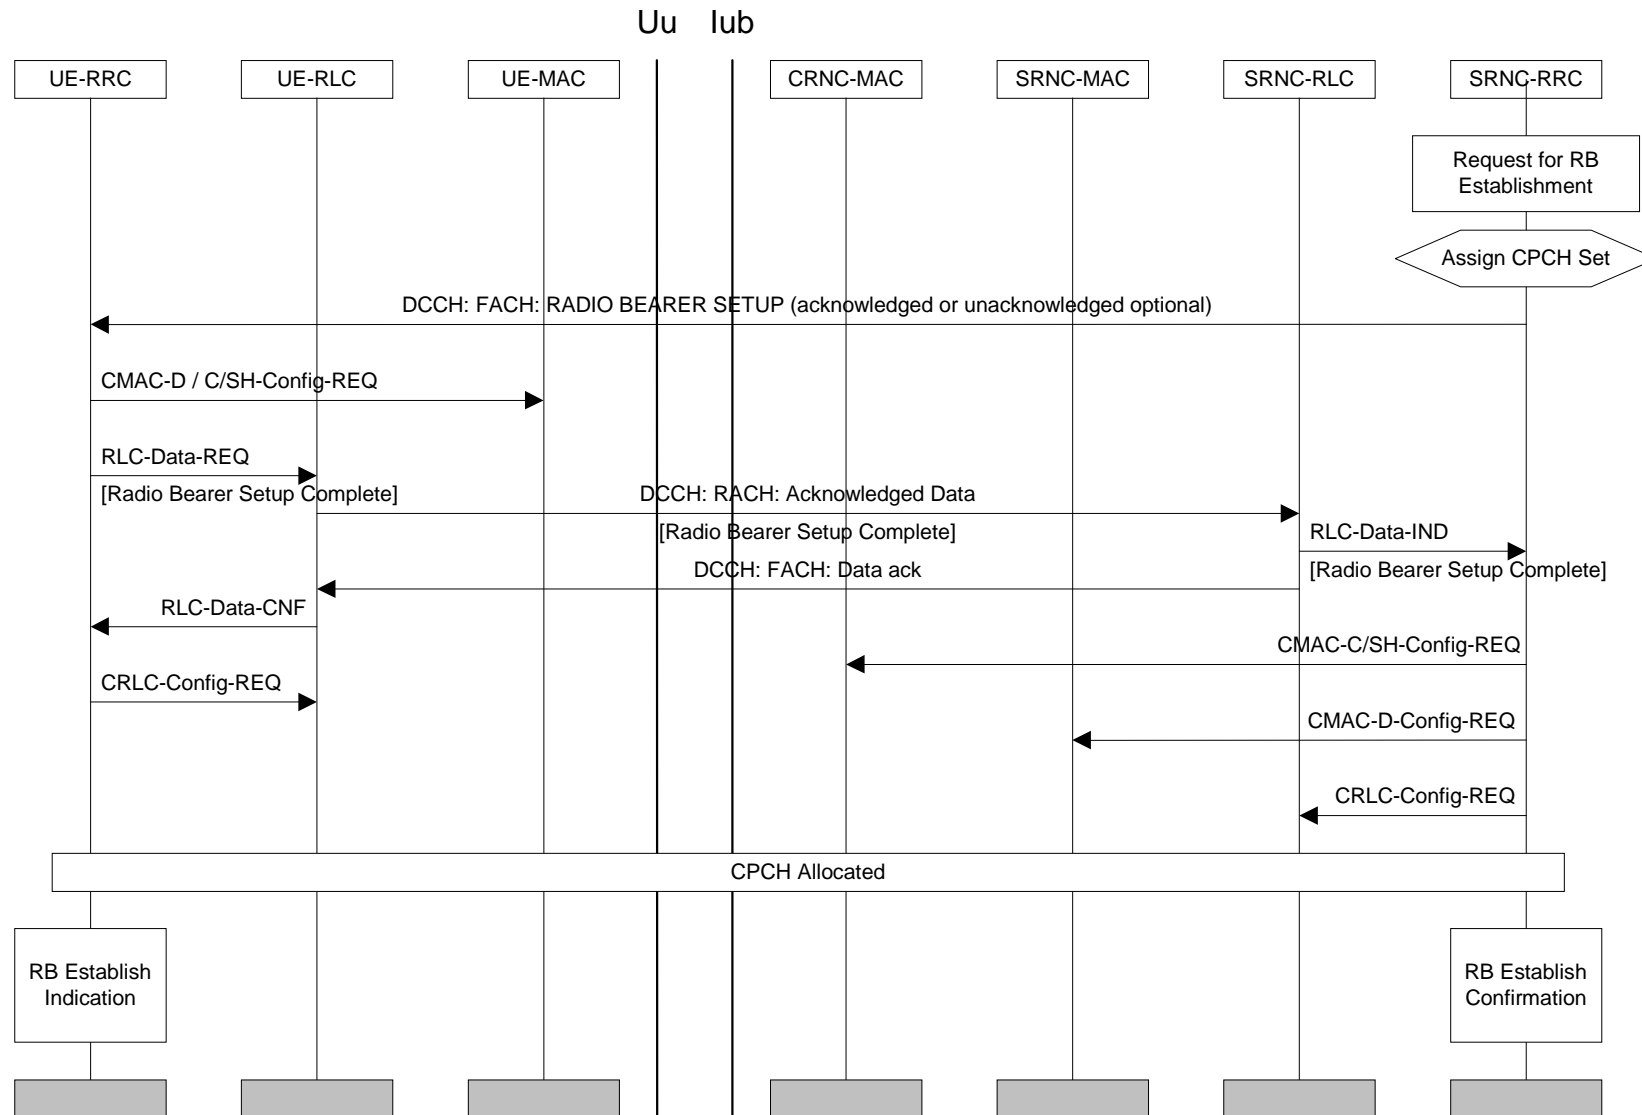 Uu Iub
UE-RRC UE-RLC UE-MAC CRNC-MAC SRNC-MAC SRNC-RLC SRNC-RRC
Request for RB
Establishment
Assign CPCH Set
DCCH: FACH: RADIO BEARER SETUP (acknowledged or unacknowledged optional)
CMAC-D / C/SH-Config-REQ
RLC-Data-REQ
[Radio Bearer Setup Complete]
DCCH: RACH: Acknowledged Data
[Radio Bearer Setup Complete]
RLC-Data-IND
[Radio Bearer Setup Complete]
DCCH: FACH: Data ack
RLC-Data-CNF
CMAC-C/SH-Config-REQ
CRLC-Config-REQ
CMAC-D-Config-REQ
CRLC-Config-REQ
CPCH Allocated
RB Establish
Indication
RB Establish
Confirmation